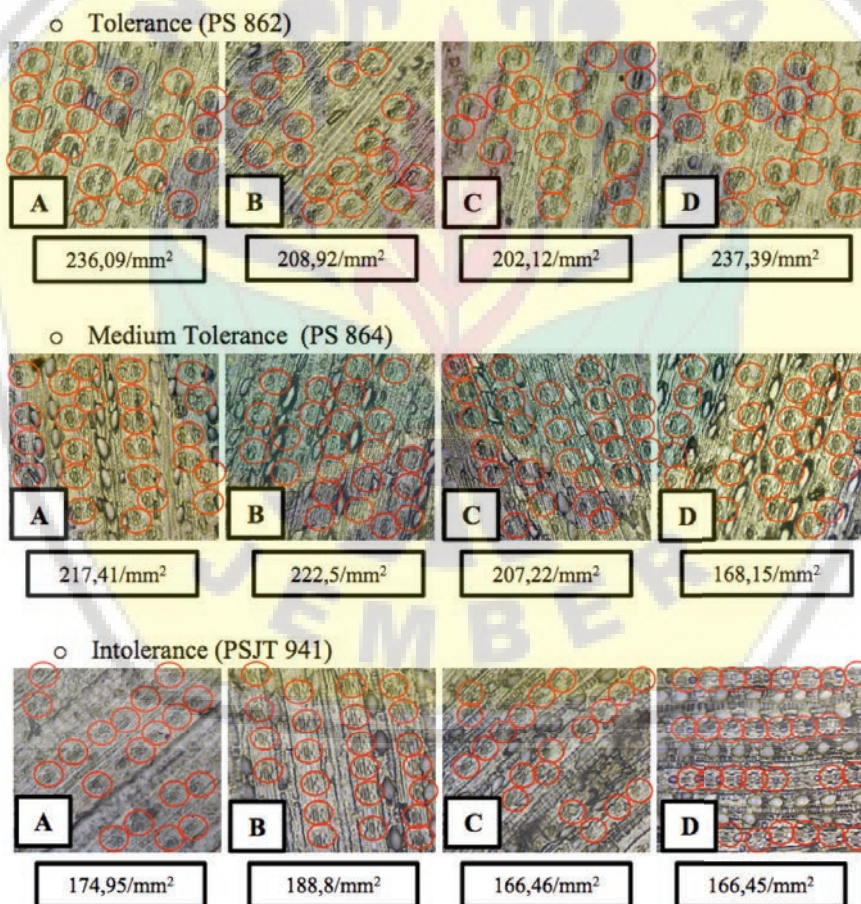 ○ Tolerance (PS 862)
A B C D
236,09/mm² 208,92/mm² 202,12/mm² 237,39/mm²
○ Medium Tolerance (PS 864)
A B C D
217,41/mm² 222,5/mm² 207,22/mm² 168,15/mm²
EMBER
○ Intolerance (PSJT 941)
A B C D
174,95/mm² 188,8/mm² 166,46/mm² 166,45/mm²